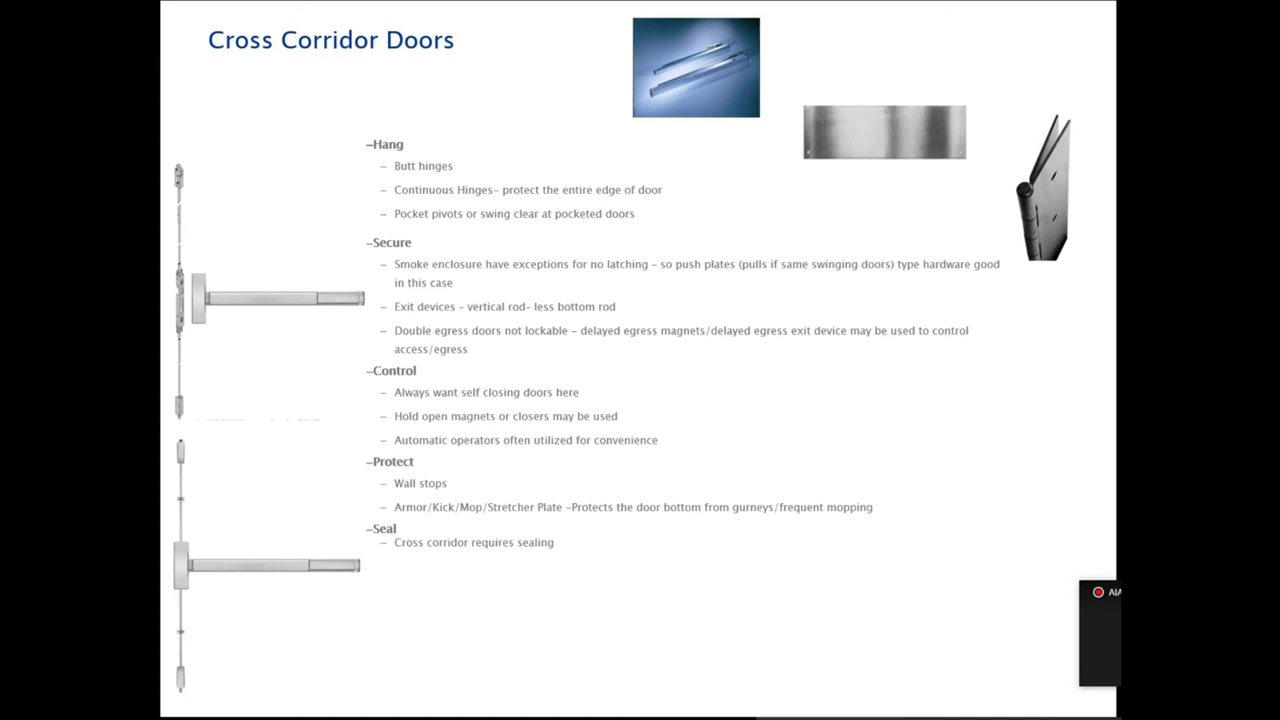 Cross Corridor Doors
–Hang
– Butt hinges
– Continuous Hinges– protect the entire edge of door
– Pocket pivots or swing clear at pocketed doors
–Secure
– Smoke enclosure have exceptions for no latching – so push plates (pulls if same swinging doors) type hardware good
in this case
– Exit devices – vertical rod– less bottom rod
– Double egress doors not lockable – delayed egress magnets/delayed egress exit device may be used to control
access/egress
–Control
– Always want self closing doors here
– Hold open magnets or closers may be used
– Automatic operators often utilized for convenience
–Protect
– Wall stops
– Armor/Kick/Mop/Stretcher Plate –Protects the door bottom from gurneys/frequent mopping
–Seal
– Cross corridor requires sealing